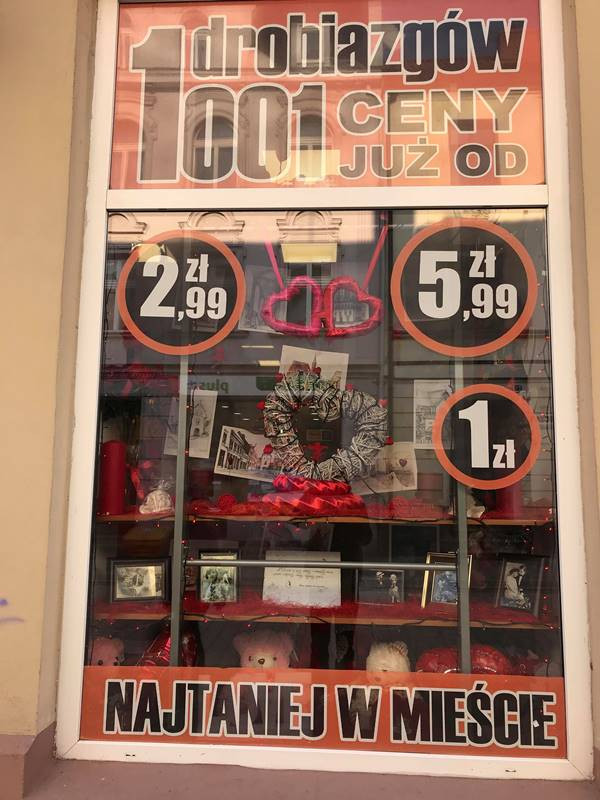 1001 drobiazgów
CENY
JUŻ OD
2,99 zł
5,99 zł
1 zł
NAJTANIEJ W MIEŚCIE